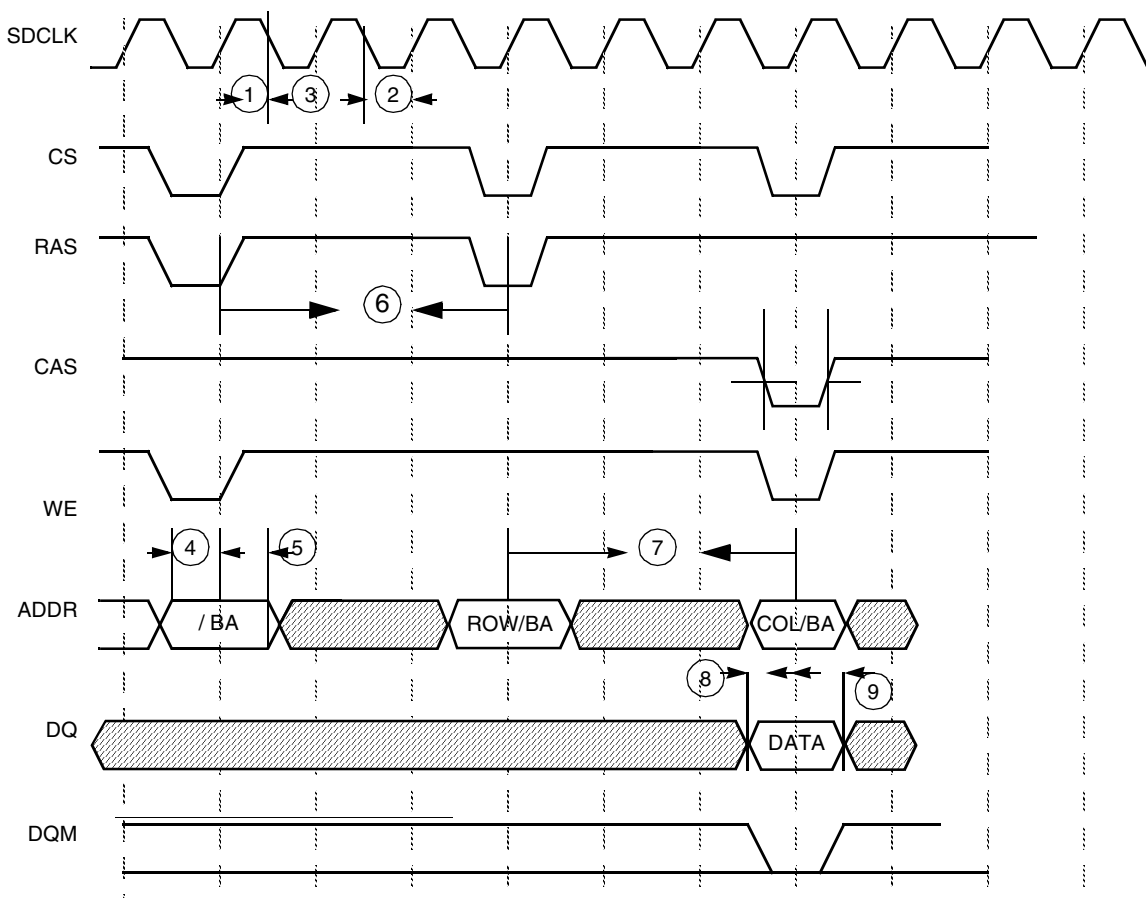 SDCLK
1 3 2
CS
RAS
6
CAS
WE
4 5 7
ADDR / BA ROW/BA COL/BA
8 9
DQ DATA
DQM